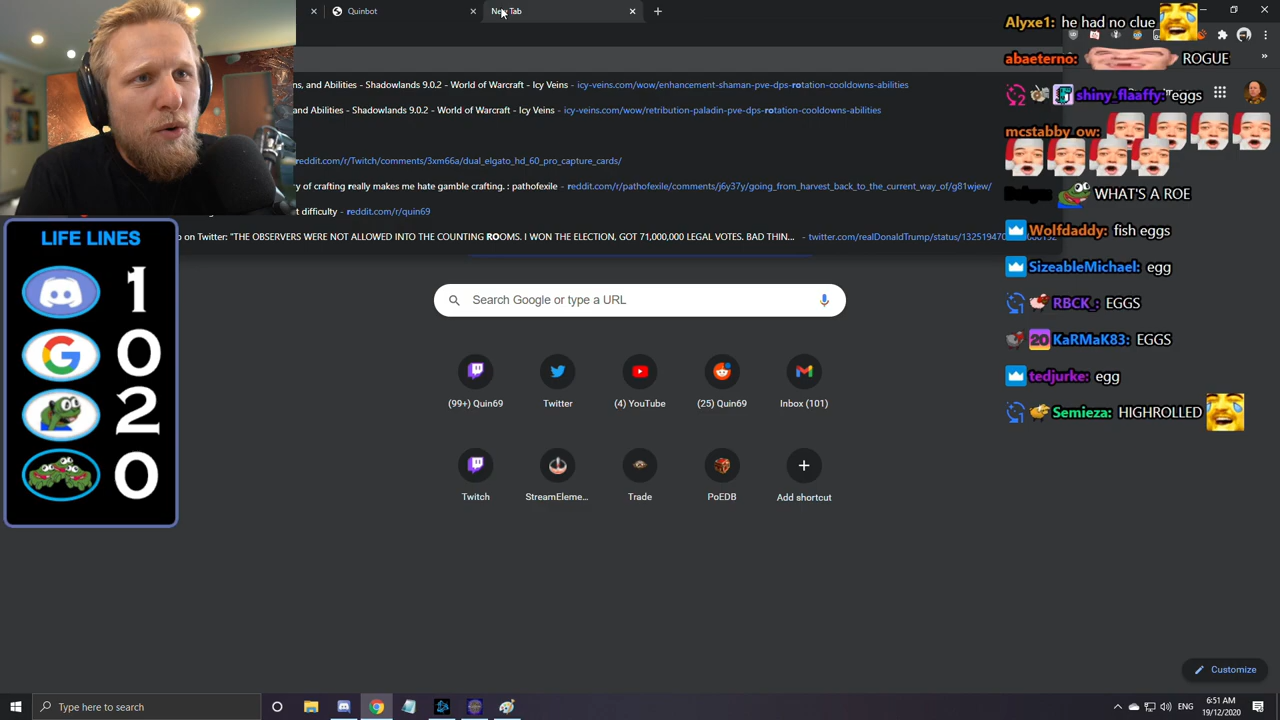 Quinbot
New Tab
ns, and Abilities - Shadowlands 9.0.2 - World of Warcraft - Icy Veins - icy-veins.com/wow/enhancement-shaman-pve-dps-rotation-cooldowns-abilities
nd Abilities - Shadowlands 9.0.2 - World of Warcraft - Icy Veins - icy-veins.com/wow/retribution-paladin-pve-dps-rotation-cooldowns-abilities
reddit.com/r/Twitch/comments/3xm66a/dual_elgato_hd_60_pro_capture_cards/
y of crafting really makes me hate gamble crafting. : pathofexile - reddit.com/r/pathofexile/comments/j6y37y/going_from_harvest_back_to_the_current_way_of/g81wjew/
t difficulty - reddit.com/r/quin69
on Twitter: "THE OBSERVERS WERE NOT ALLOWED INTO THE COUNTING ROOMS. I WON THE ELECTION, GOT 71,000,000 LEGAL VOTES. BAD THIN... - twitter.com/realDonaldTrump/status/13251947
Search Google or type a URL
(99+) Quin69
Twitter
(4) YouTube
(25) Quin69
Inbox (101)
Twitch
StreamEleme...
Trade
PoEDB
Add shortcut
Customize
LIFE LINES
1
0
2
0
Alyxe1: he had no clue
abaeterno: ROGUE
shiny_flaaffy: eggs
mcstabby_ow:
WHAT'S A ROE
Wolfdaddy: fish eggs
SizeableMichael: egg
RBCK_: EGGS
20 KaRMaK83: EGGS
tedjurke: egg
Semieza: HIGHROLLED
Type here to search
ENG
6:51 AM
19/12/2020